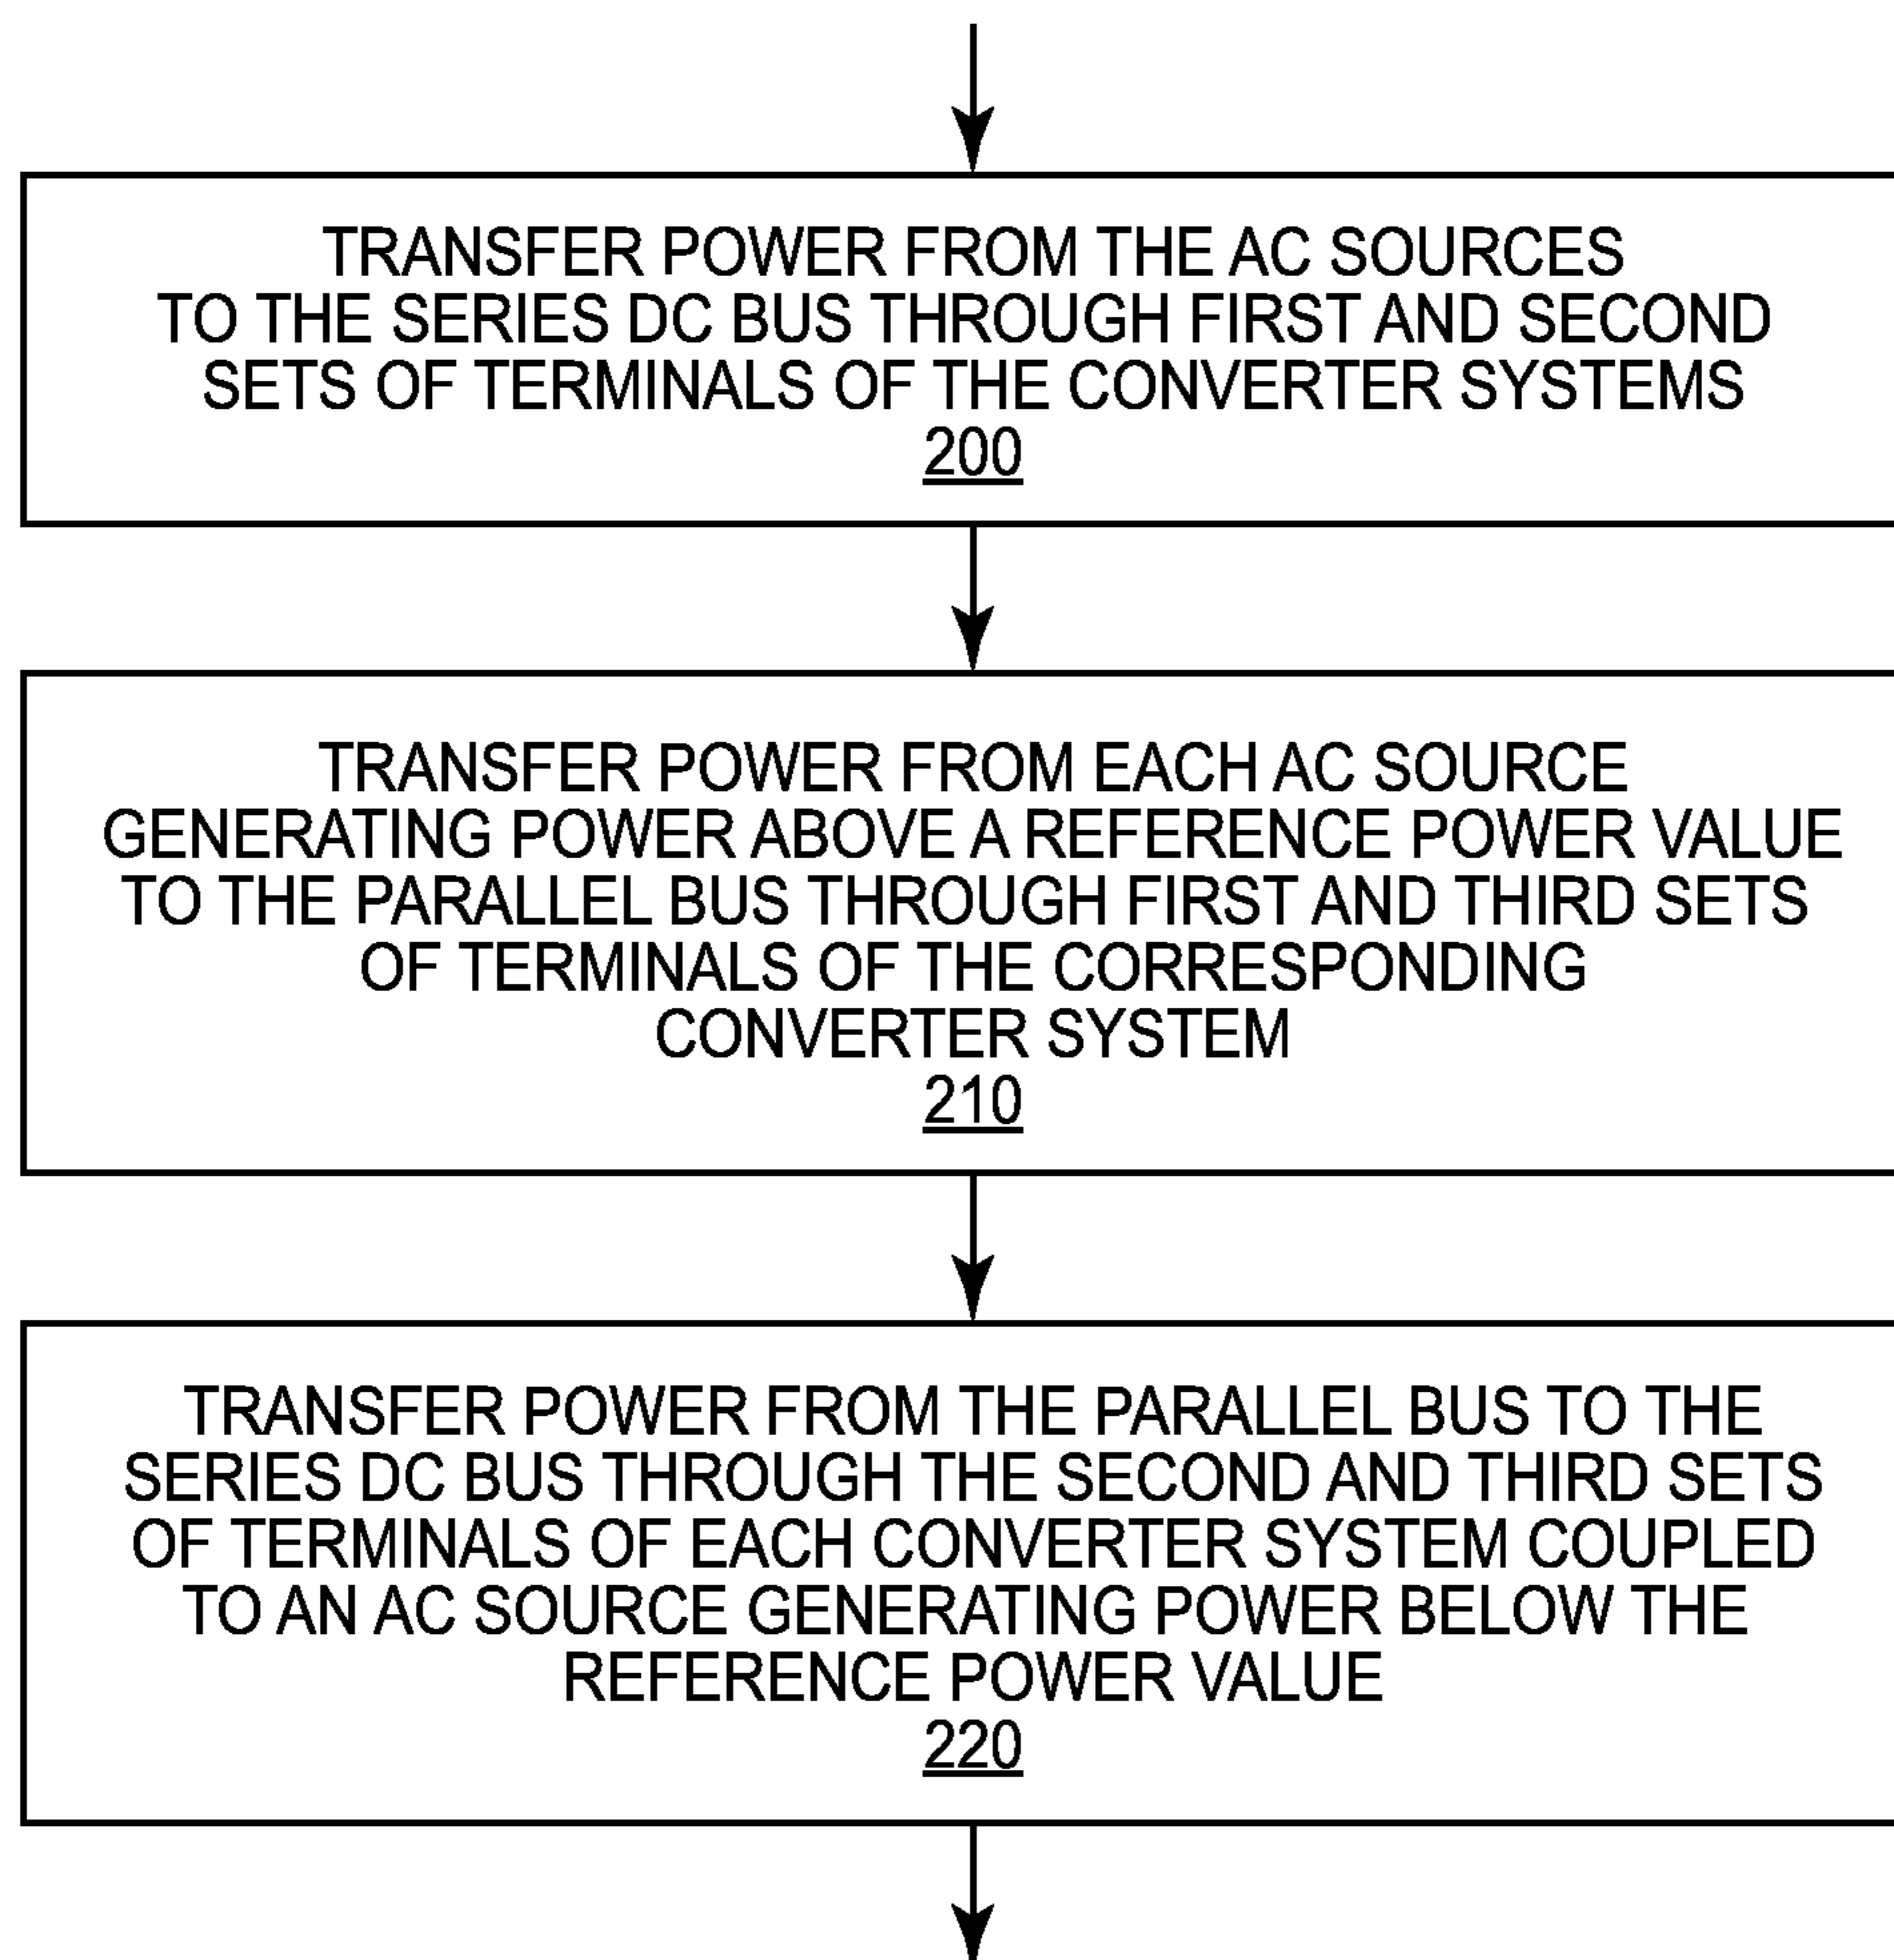 TRANSFER POWER FROM THE AC SOURCES
TO THE SERIES DC BUS THROUGH FIRST AND SECOND
SETS OF TERMINALS OF THE CONVERTER SYSTEMS
200
TRANSFER POWER FROM EACH AC SOURCE
GENERATING POWER ABOVE A REFERENCE POWER VALUE
TO THE PARALLEL BUS THROUGH FIRST AND THIRD SETS
OF TERMINALS OF THE CORRESPONDING
CONVERTER SYSTEM
210
TRANSFER POWER FROM THE PARALLEL BUS TO THE
SERIES DC BUS THROUGH THE SECOND AND THIRD SETS
OF TERMINALS OF EACH CONVERTER SYSTEM COUPLED
TO AN AC SOURCE GENERATING POWER BELOW THE
REFERENCE POWER VALUE
220